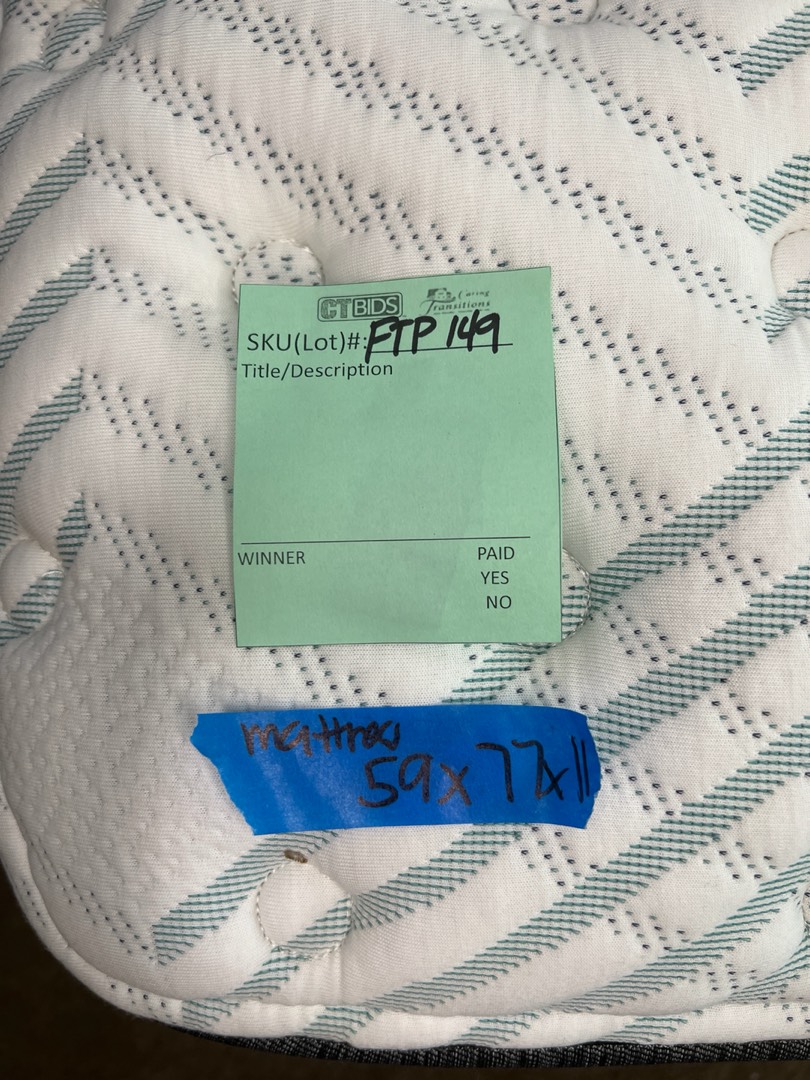 CTBIDS Caring Transitions
SKU(Lot)#: FTP 149
Title/Description
WINNER PAID
YES
NO
mattress
59x77x11